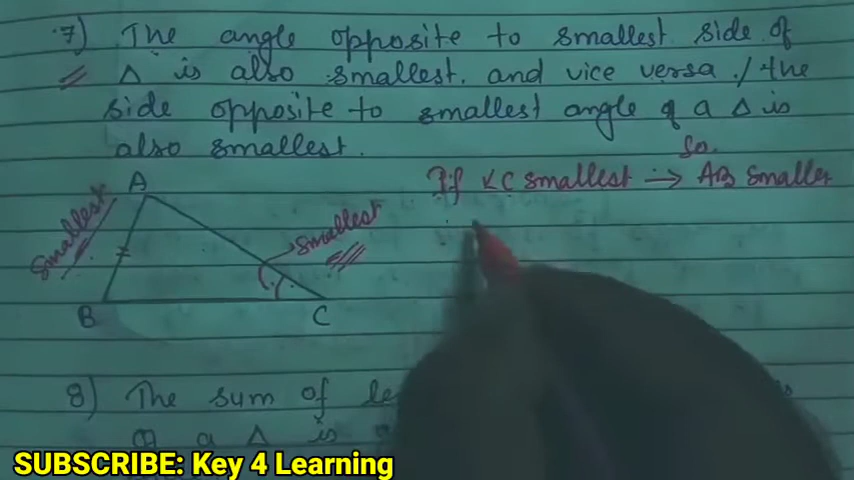 7) The angle opposite to smallest side of
Δ is also smallest. and vice versa / the
side opposite to smallest angle of a Δ is
also smallest.
So.
If ∠C smallest → AB smaller
A
Smallest
Smallest
B
C
8) The sum of
a Δ is
SUBSCRIBE: Key 4 Learning